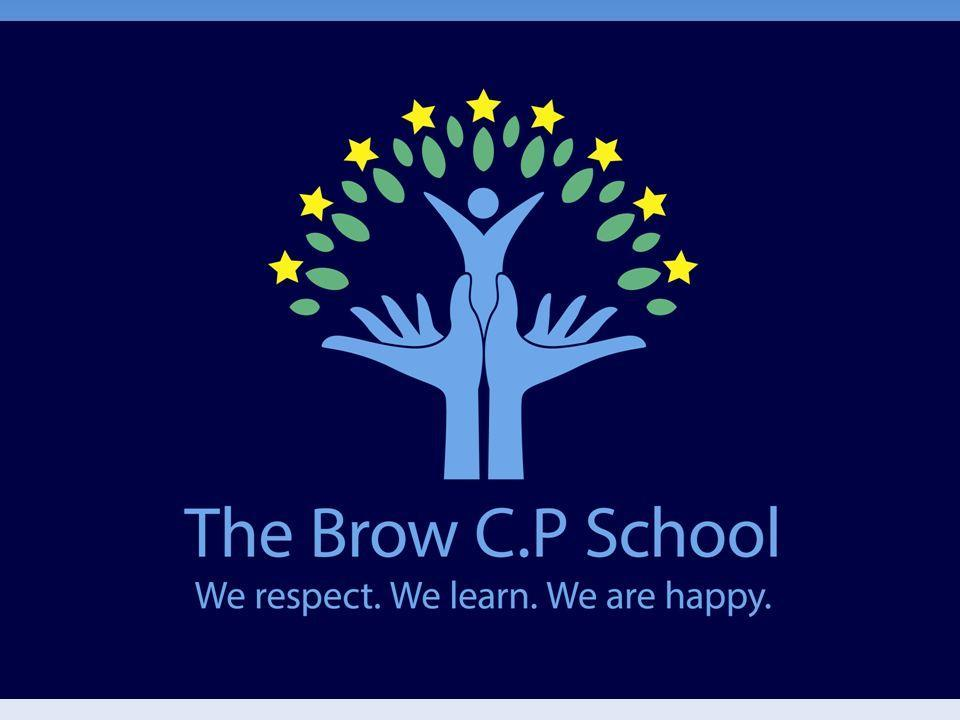 The Brow C.P School
We respect. We learn. We are happy.